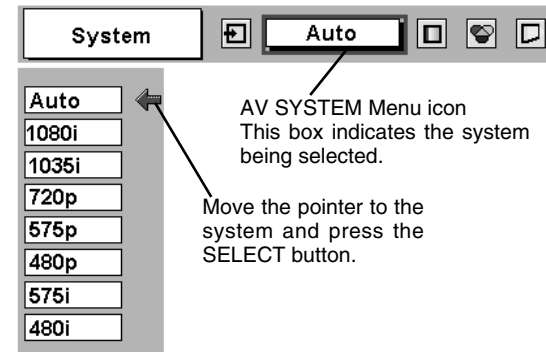 System
Auto
AV SYSTEM Menu icon
This box indicates the system
being selected.
Auto
1080i
1035i
720p
575p
480p
575i
480i
Move the pointer to the
system and press the
SELECT button.